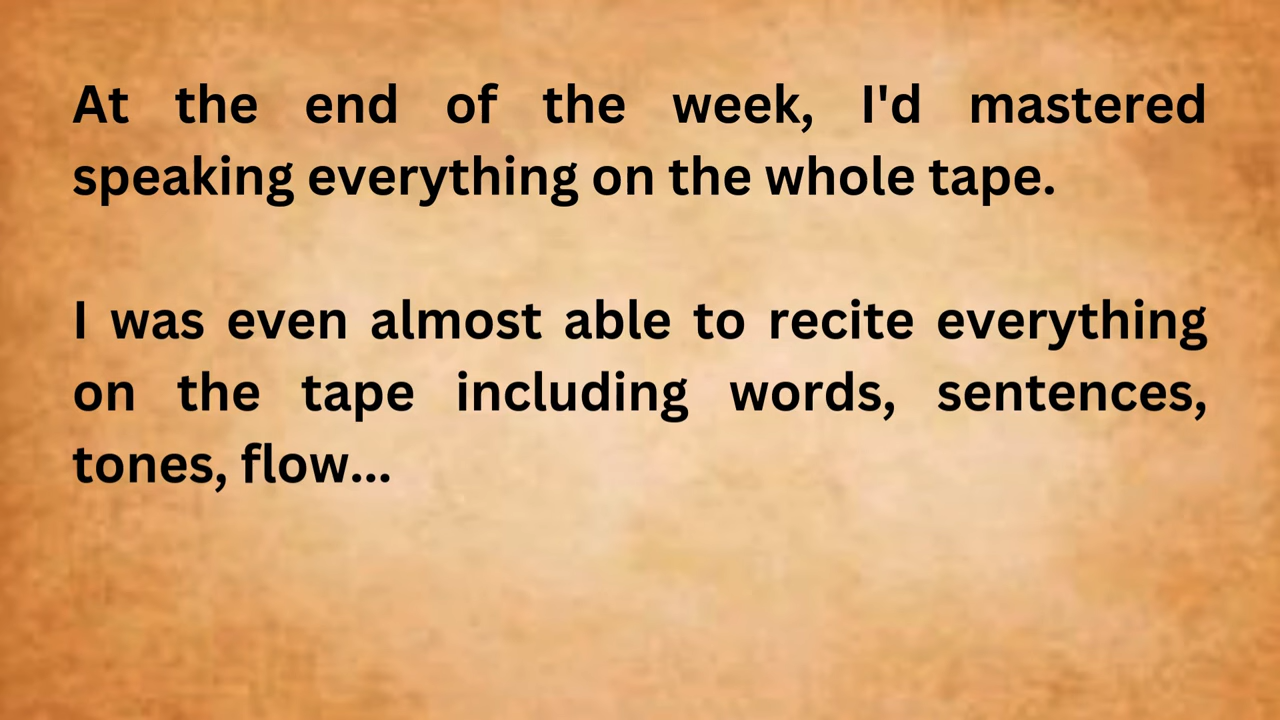 At the end of the week, I'd mastered
speaking everything on the whole tape.
I was even almost able to recite everything
on the tape including words, sentences,
tones, flow...